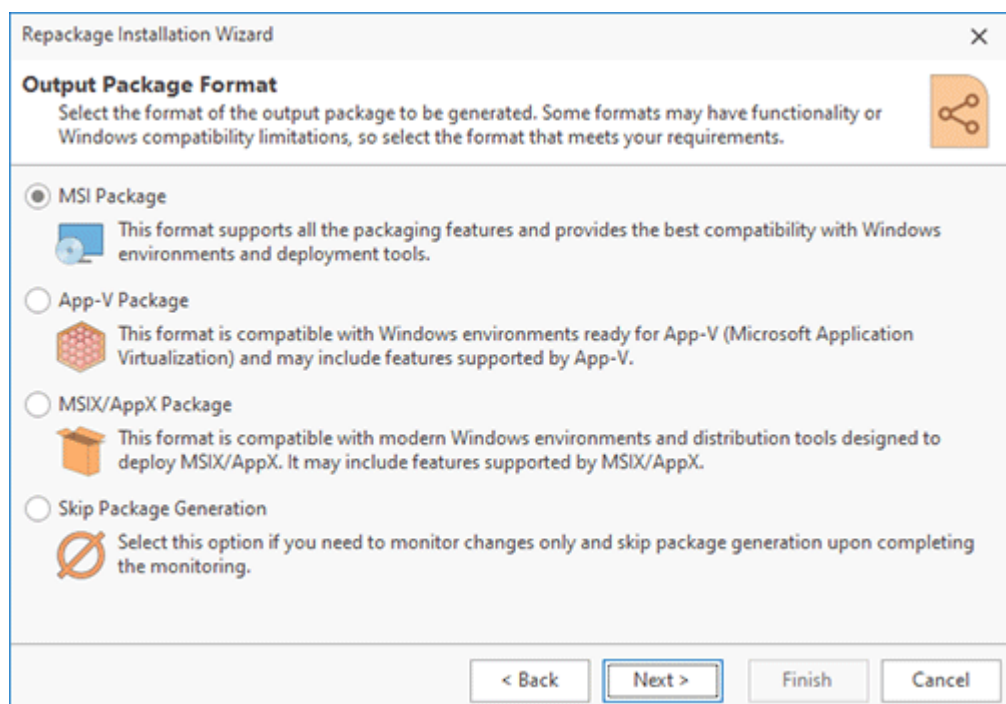 Repackage Installation Wizard
Output Package Format
Select the format of the output package to be generated. Some formats may have functionality or
Windows compatibility limitations, so select the format that meets your requirements.
MSI Package
This format supports all the packaging features and provides the best compatibility with Windows
environments and deployment tools.
App-V Package
This format is compatible with Windows environments ready for App-V (Microsoft Application
Virtualization) and may include features supported by App-V.
MSIX/AppX Package
This format is compatible with modern Windows environments and distribution tools designed to
deploy MSIX/AppX. It may include features supported by MSIX/AppX.
Skip Package Generation
Select this option if you need to monitor changes only and skip package generation upon completing
the monitoring.
< Back
Next >
Finish
Cancel